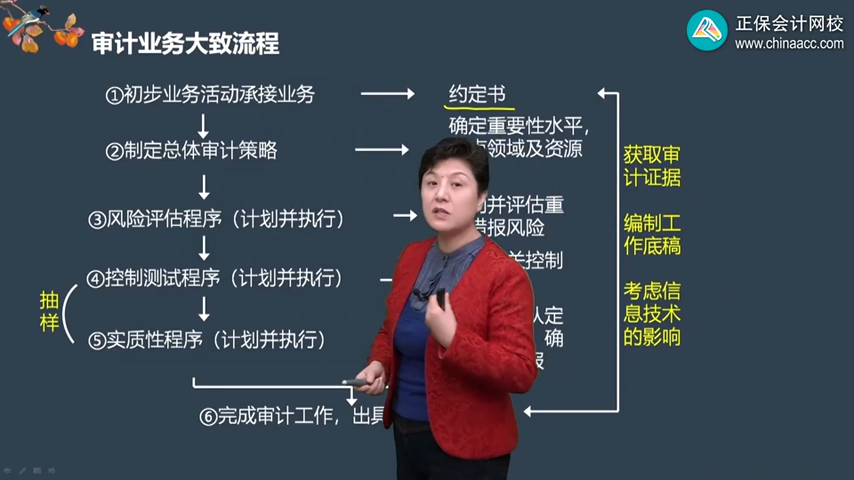 审计业务大致流程
正保会计网校
www.chinaacc.com
①初步业务活动承接业务
约定书
②制定总体审计策略
确定重要性水平，
领域及资源
③风险评估程序（计划并执行）
并评估重
错报风险
④控制测试程序（计划并执行）
关控制
抽
样
⑤实质性程序（计划并执行）
认定
确
报
⑥完成审计工作，出具
获取审
计证据
编制工
作底稿
考虑信
息技术
的影响